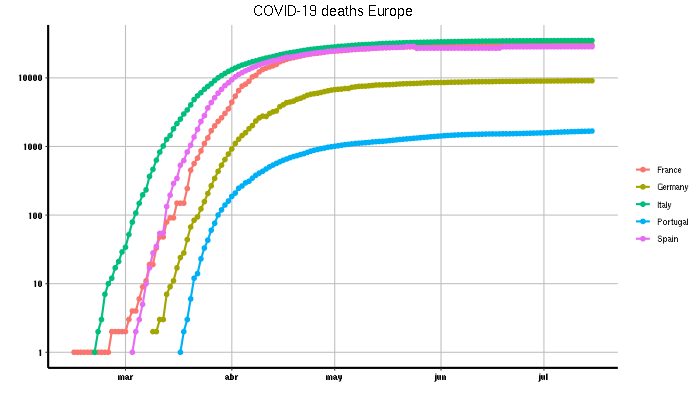 COVID-19 deaths Europe
10000
1000
100
10
1
mar
abr
may
jun
jul
France
Germany
Italy
Portugal
Spain